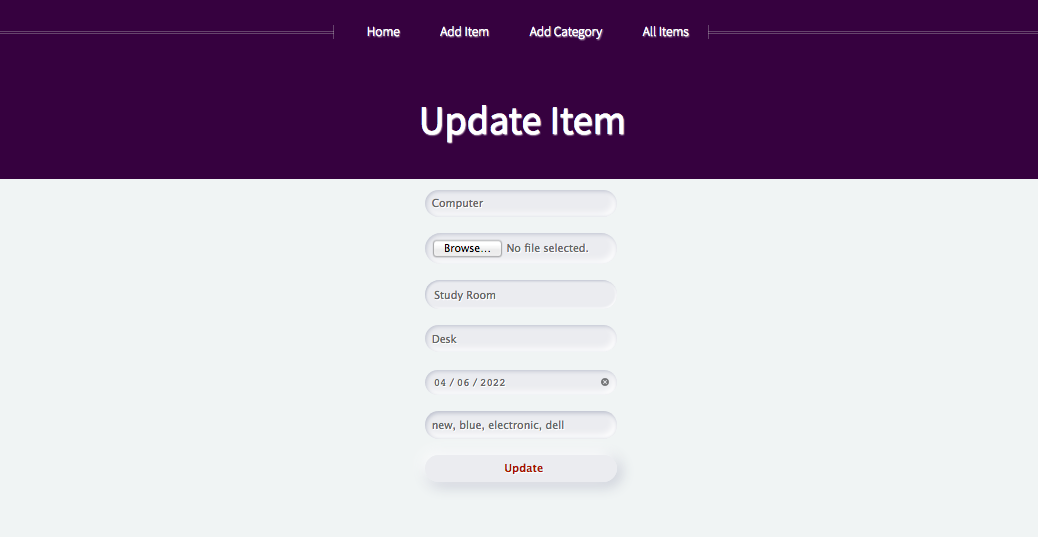 Home Add Item Add Category All Items
Update Item
Computer
Browse... No file selected.
Study Room
Desk
04 / 06 / 2022
new, blue, electronic, dell
Update